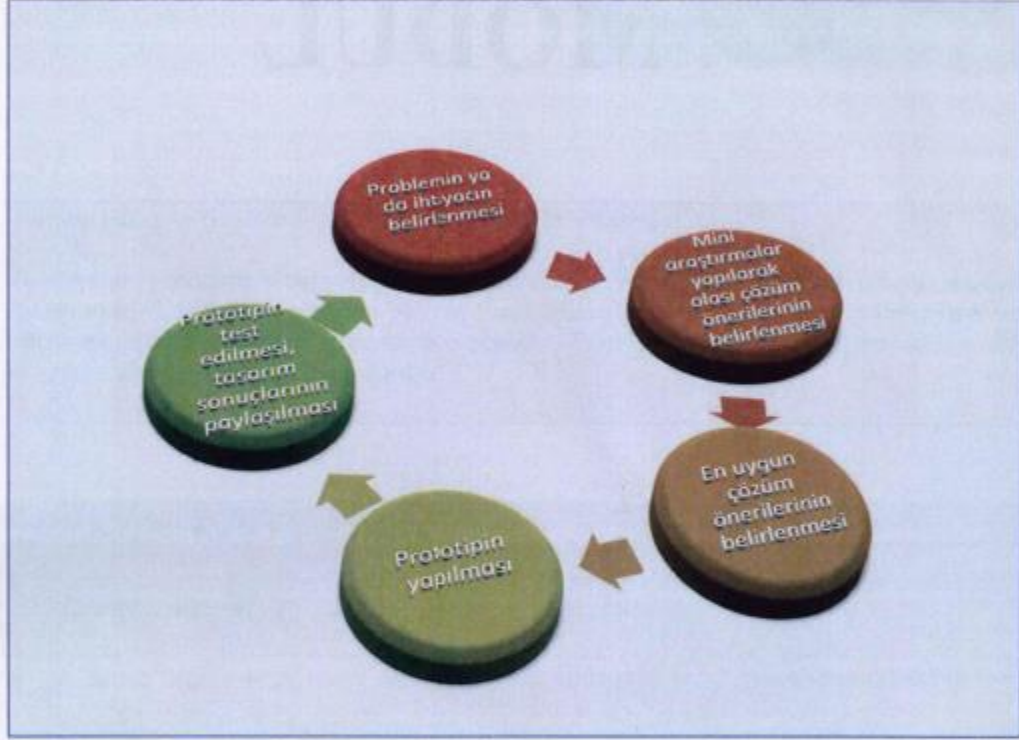 Problemin ya
da ihtiyacın
belirlenmesi
Mini
araştırmalar
yapılarak
olası çözüm
önerilerinin
belirlenmesi
En uygun
çözüm
önerilerinin
belirlenmesi
Prototipin
yapılması
Prototipin
test
edilmesi,
tasarım
sonuçlarının
paylaşılması